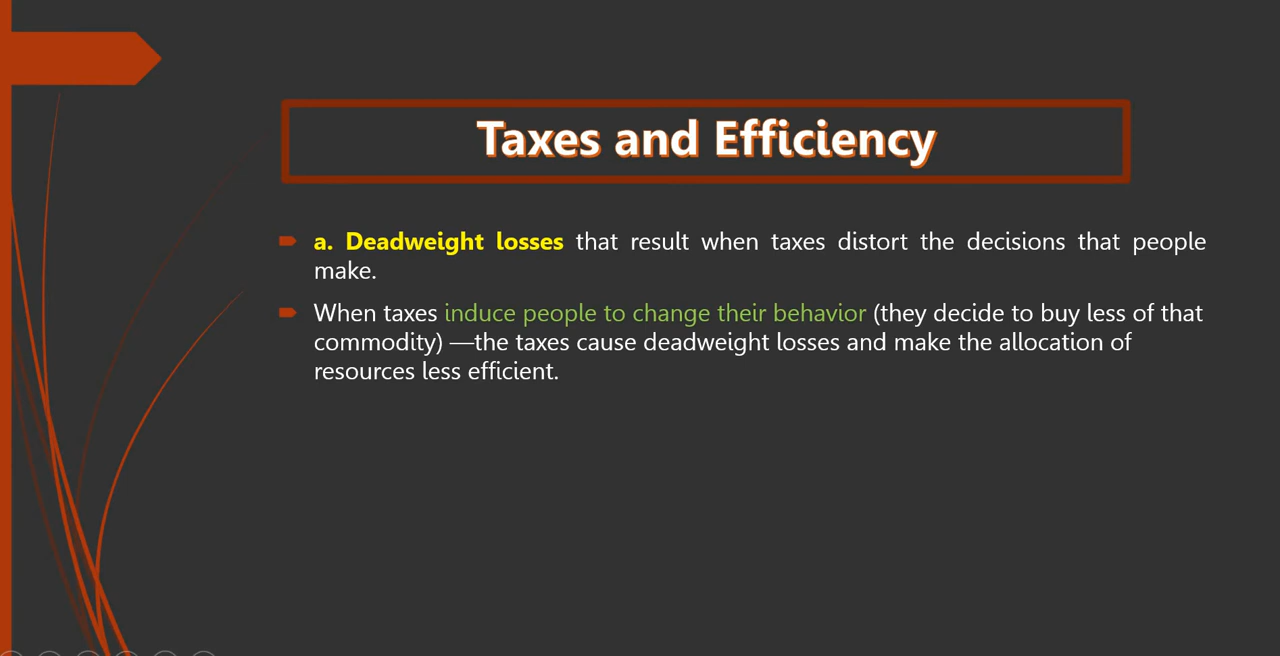 Taxes and Efficiency
a. Deadweight losses that result when taxes distort the decisions that people
make.
When taxes induce people to change their behavior (they decide to buy less of that
commodity) —the taxes cause deadweight losses and make the allocation of
resources less efficient.